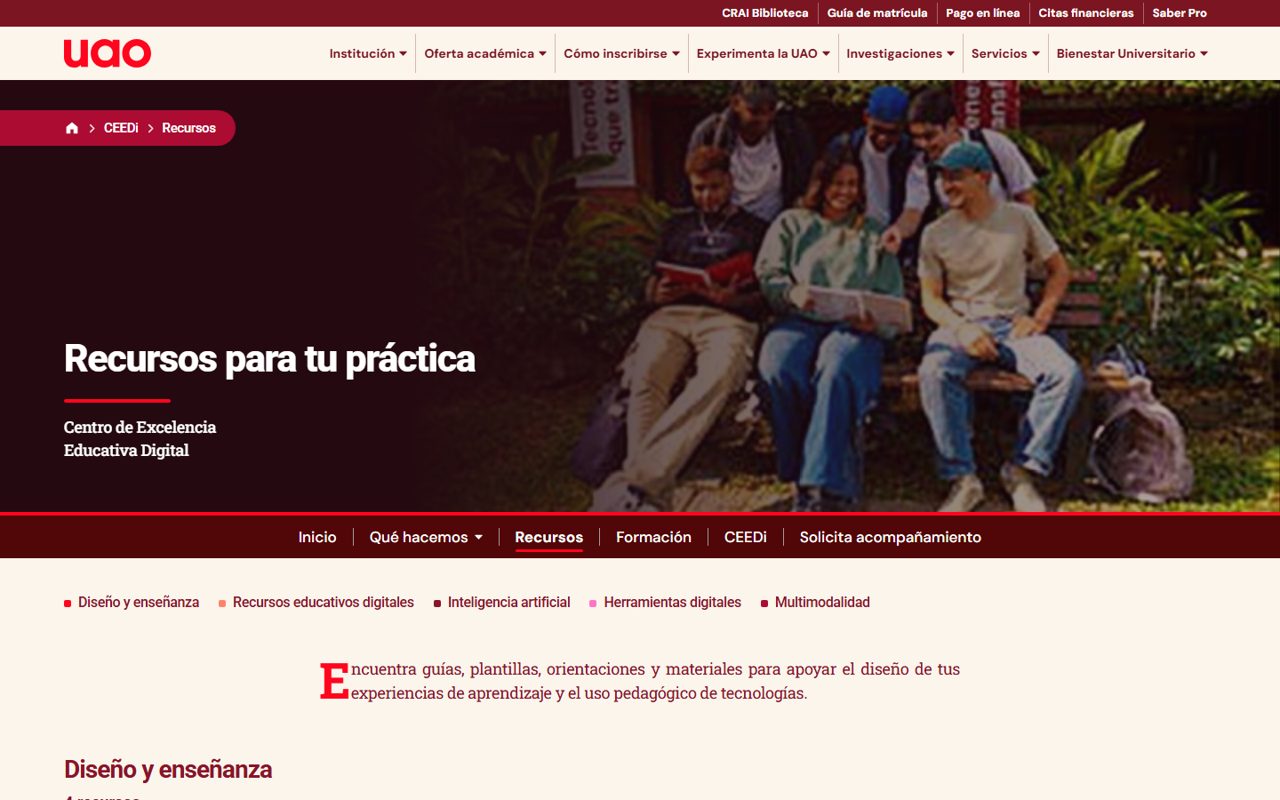 CRAI Biblioteca
Guía de matrícula
Pago en línea
Citas financieras
Saber Pro
uao
Institución
Oferta académica
Cómo inscribirse
Experimenta la UAO
Investigaciones
Servicios
Bienestar Universitario
CEEDi
Recursos
Tecnol
que tra
Recursos para tu práctica
Centro de Excelencia
Educativa Digital
Inicio
Qué hacemos
Recursos
Formación
CEEDi
Solicita acompañamiento
Diseño y enseñanza
Recursos educativos digitales
Inteligencia artificial
Herramientas digitales
Multimodalidad
Encuentra guías, plantillas, orientaciones y materiales para apoyar el diseño de tus
experiencias de aprendizaje y el uso pedagógico de tecnologías.
Diseño y enseñanza